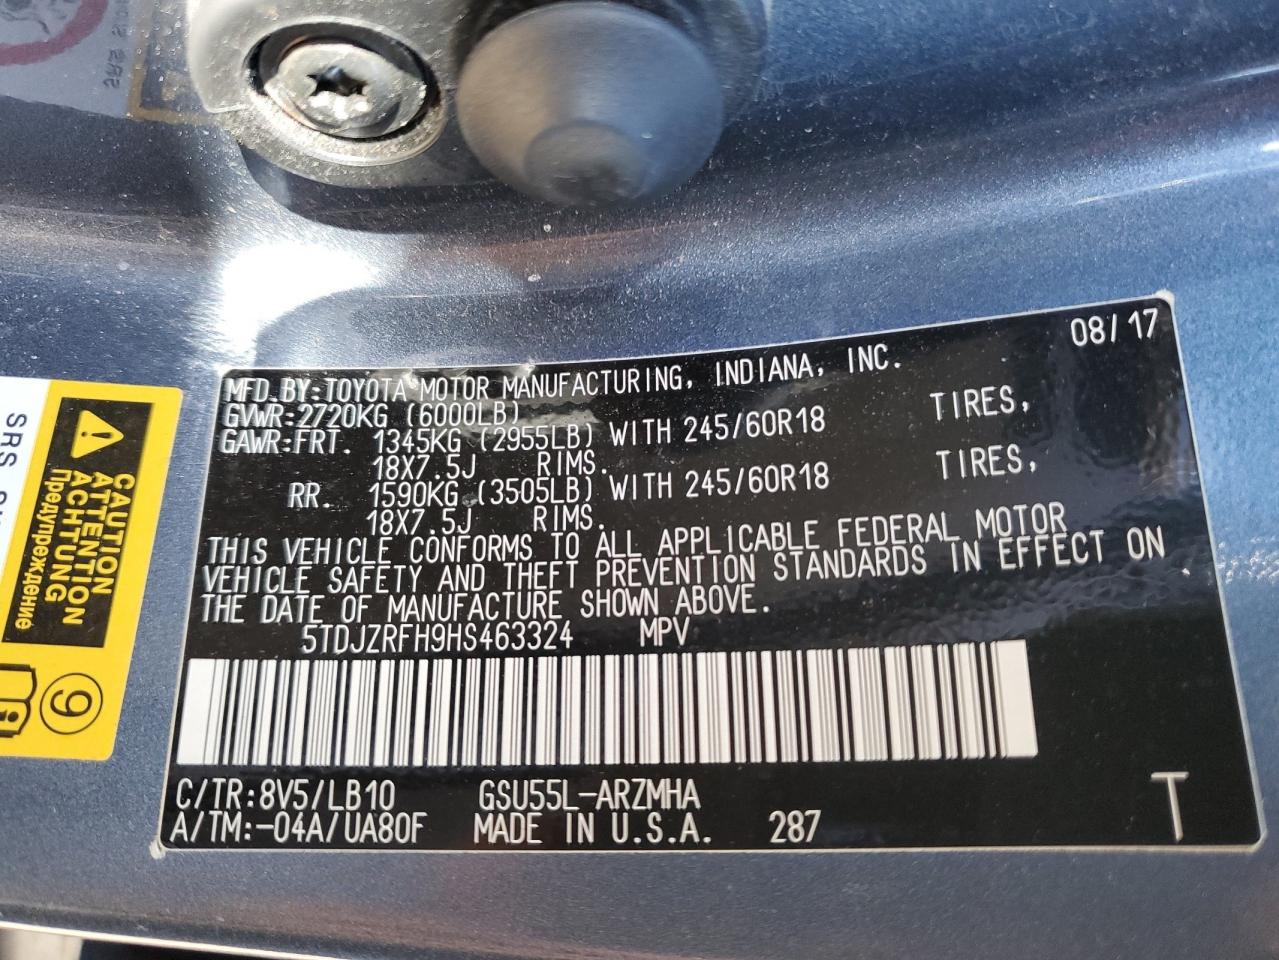 08/17
MFD.BY:TOYOTA MOTOR MANUFACTURING, INDIANA, INC.
GVWR:2720KG (6000LB)
GAWR:FRT. 1345KG (2955LB) WITH 245/60R18 TIRES,
18X7.5J RIMS.
RR. 1590KG (3505LB) WITH 245/60R18 TIRES,
18X7.5J RIMS.
THIS VEHICLE CONFORMS TO ALL APPLICABLE FEDERAL MOTOR
VEHICLE SAFETY AND THEFT PREVENTION STANDARDS IN EFFECT ON
THE DATE OF MANUFACTURE SHOWN ABOVE.
5TDJZRFH9HS463324 MPV
C/TR:8V5/LB10 GSU55L-ARZMHA
A/TM:-04A/UA80F MADE IN U.S.A. 287
T
CAUTION
ATTENTION
ACHTUNG
Предупреждение
9
SRS
SRS